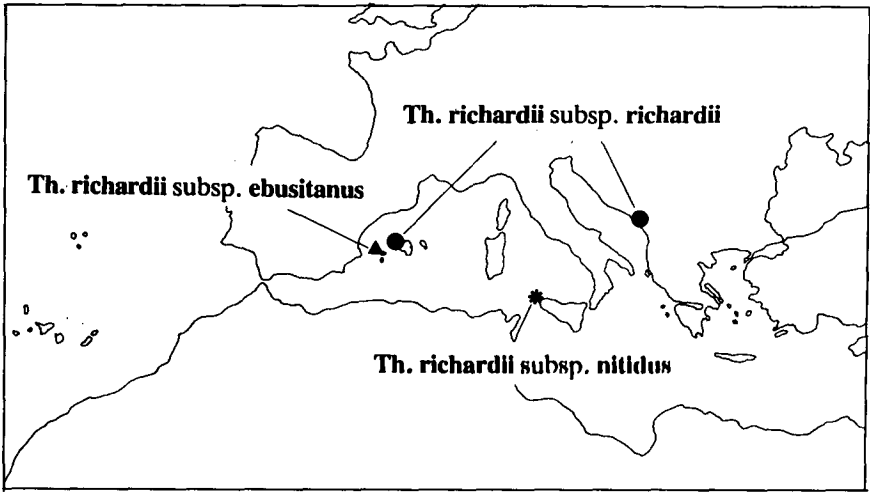 Th. richardii subsp. richardii
Th. richardii subsp. ebusitanus
Th. richardii subsp. nitidus